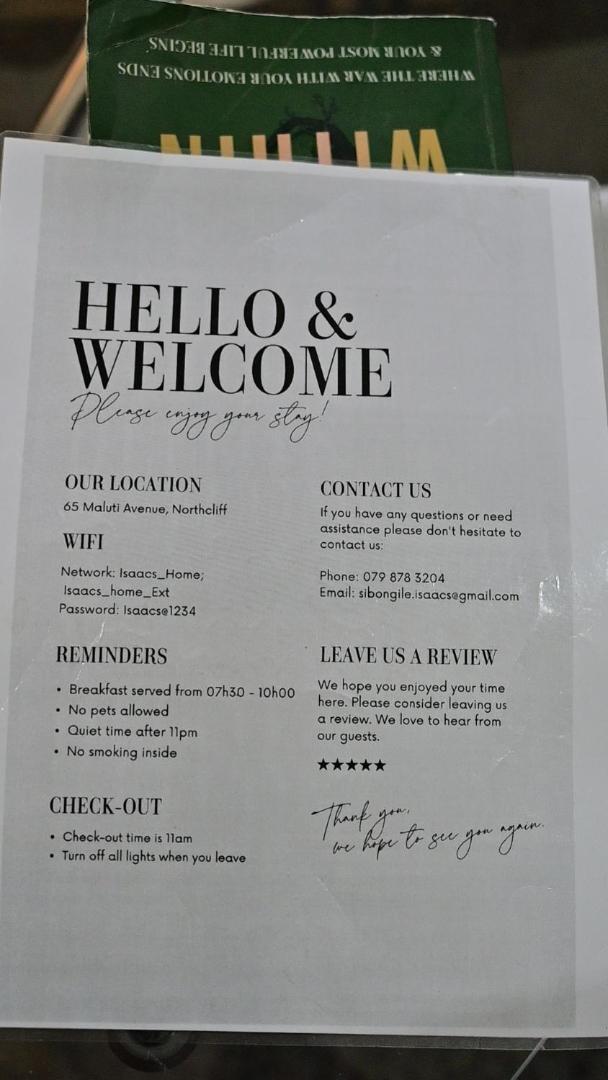 & YOUR MOST POWERFUL LIFE BEGINS
WHERE THE WAR WITH YOUR EMOTIONS ENDS
WITHIN
HELLO &
WELCOME
Please enjoy your stay!
OUR LOCATION
65 Maluti Avenue, Northcliff
WIFI
Network: Isaacs_Home;
Isaacs_home_Ext
Password: Isaacs@1234
REMINDERS
• Breakfast served from 07h30 - 10h00
• No pets allowed
• Quiet time after 11pm
• No smoking inside
CHECK-OUT
• Check-out time is 11am
• Turn off all lights when you leave
CONTACT US
If you have any questions or need
assistance please don't hesitate to
contact us:
Phone: 079 878 3204
Email: sibongile.isaacs@gmail.com
LEAVE US A REVIEW
We hope you enjoyed your time
here. Please consider leaving us
a review. We love to hear from
our guests.
★★★★★
Thank you,
we hope to see you again.